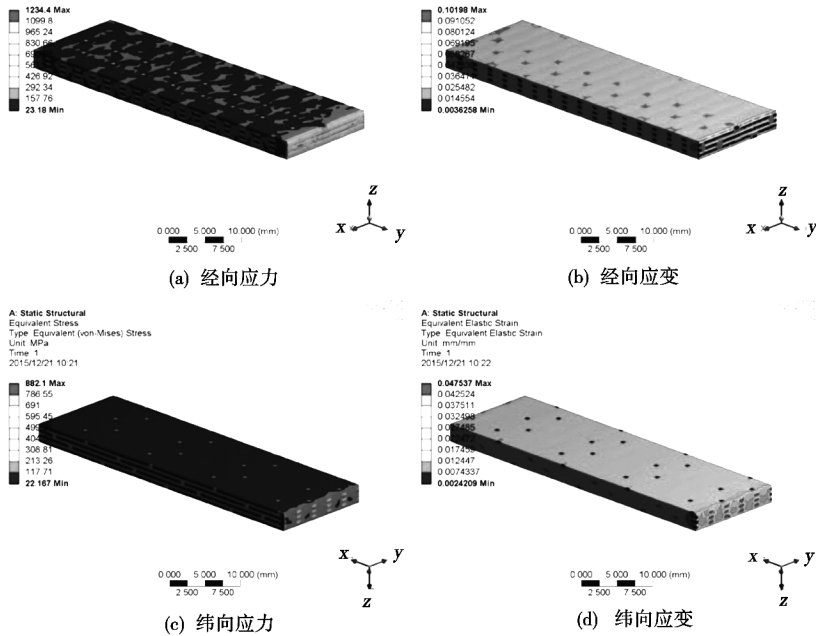 1234.4 Max
1099.8
965.24
830.66
426.92
292.34
157.76
23.18 Min
z
x
y
0.000 5.000 10.000 (mm)
2.500 7.500
(a) 经向应力
0.10198 Max
0.091052
0.080124
0.069195
0.025482
0.014554
0.0036258 Min
z
x
y
0.000 5.000 10.000 (mm)
2.500 7.500
(b) 经向应变
A: Static Structural
Equivalent Stress
Type: Equivalent (von-Mises) Stress
Unit: MPa
Time: 1
2015/12/21 10:21
882.1 Max
786.55
691
595.45
308.81
213.26
117.71
22.167 Min
x
y
z
0.000 5.000 10.000 (mm)
2.500 7.500
(c) 纬向应力
A: Static Structural
Equivalent Elastic Strain
Type: Equivalent Elastic Strain
Unit: mm/mm
Time: 1
2015/12/21 10:22
0.047537 Max
0.042524
0.037511
0.032498
0.012447
0.0074337
0.0024209 Min
x
y
z
0.000 5.000 10.000 (mm)
2.500 7.500
(d) 纬向应变